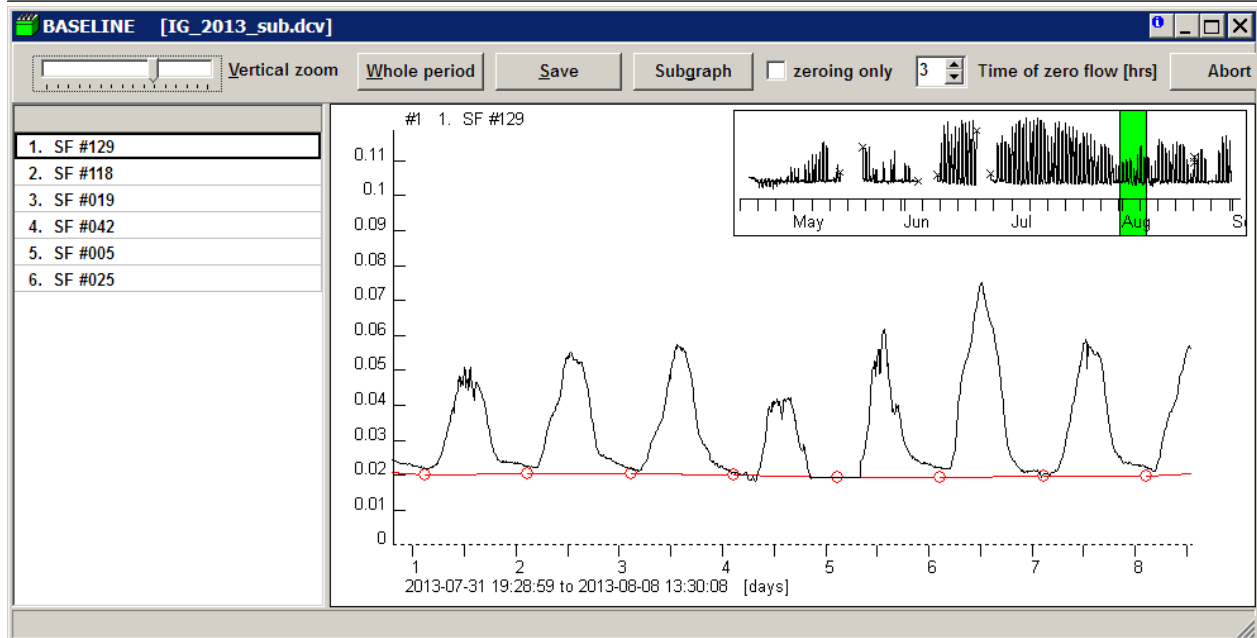 BASELINE [IG_2013_sub.dcv]
Vertical zoom Whole period Save Subgraph zeroing only 3 Time of zero flow [hrs] Abort
1. SF #129
2. SF #118
3. SF #019
4. SF #042
5. SF #005
6. SF #025
#1 1. SF #129
0.11
0.1
0.09
0.08
0.07
0.06
0.05
0.04
0.03
0.02
0.01
0
May Jun Jul Aug
1 2 3 4 5 6 7 8
2013-07-31 19:28:59 to 2013-08-08 13:30:08 [days]